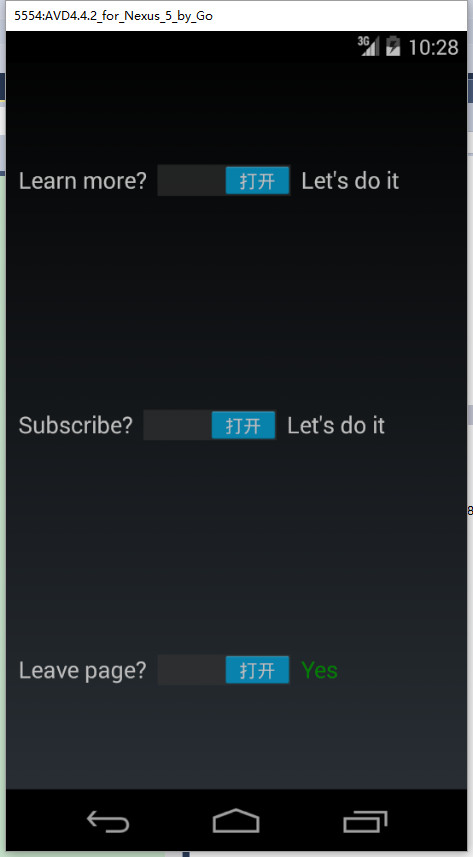 5554:AVD4.4.2_for_Nexus_5_by_Go
3G 10:28
Learn more? 打开 Let's do it
Subscribe? 打开 Let's do it
8
Leave page? 打开 Yes